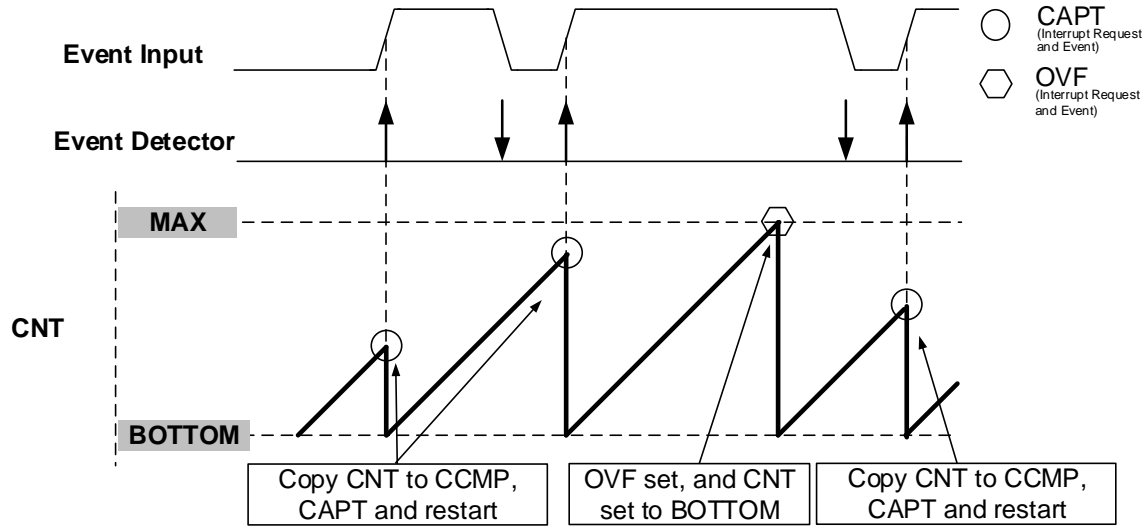 CAPT
(Interrupt Request
and Event)
Event Input
OVF
(Interrupt Request
and Event)
Event Detector
MAX
CNT
BOTTOM
Copy CNT to CCMP,
CAPT and restart
OVF set, and CNT
set to BOTTOM
Copy CNT to CCMP,
CAPT and restart